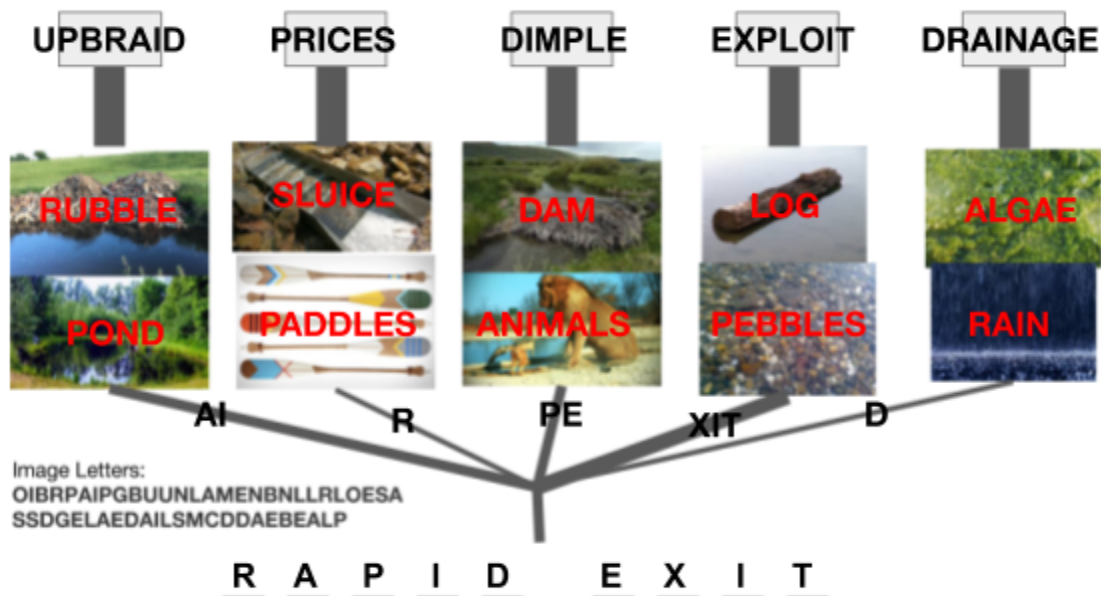 UPBRAID PRICES DIMPLE EXPLOIT DRAINAGE
RUBBLE SLUICE DAM LOG ALGAE
POND PADDLES ANIMALS PEBBLES RAIN
AI R PE XIT D
Image Letters:
OIBRPAIPGBUUNLAMENBNLLRLOESA
SSDGELAEDAILSMCDDAEBEALP
R A P I D E X I T